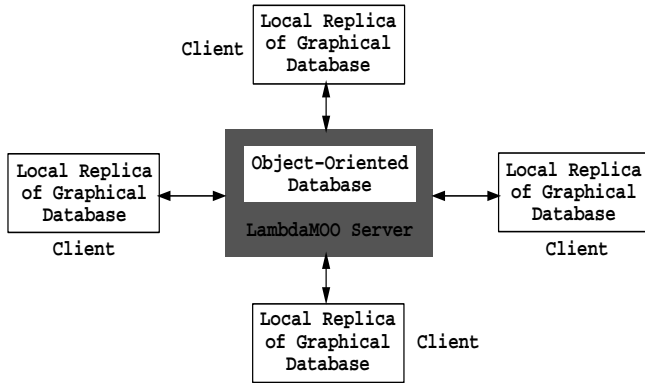 Local Replica
of Graphical
Database
Client
Object-Oriented
Database
LambdaMOO Server
Local Replica
of Graphical
Database
Client
Local Replica
of Graphical
Database
Client
Local Replica
of Graphical
Database
Client